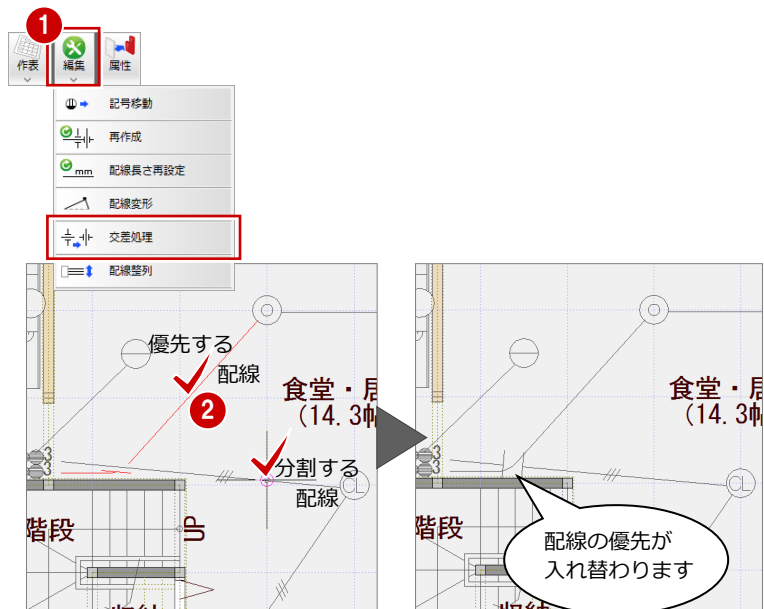 1
作表
編集
属性
記号移動
再作成
mm
配線長さ再設定
配線変形
交差処理
配線整列
優先する
配線
2
食堂・居
(14.3帖
3
3
分割する
配線
CL
階段
UP
食堂・居
(14.3帖
3
3
CL
階段
配線の優先が
入れ替わります